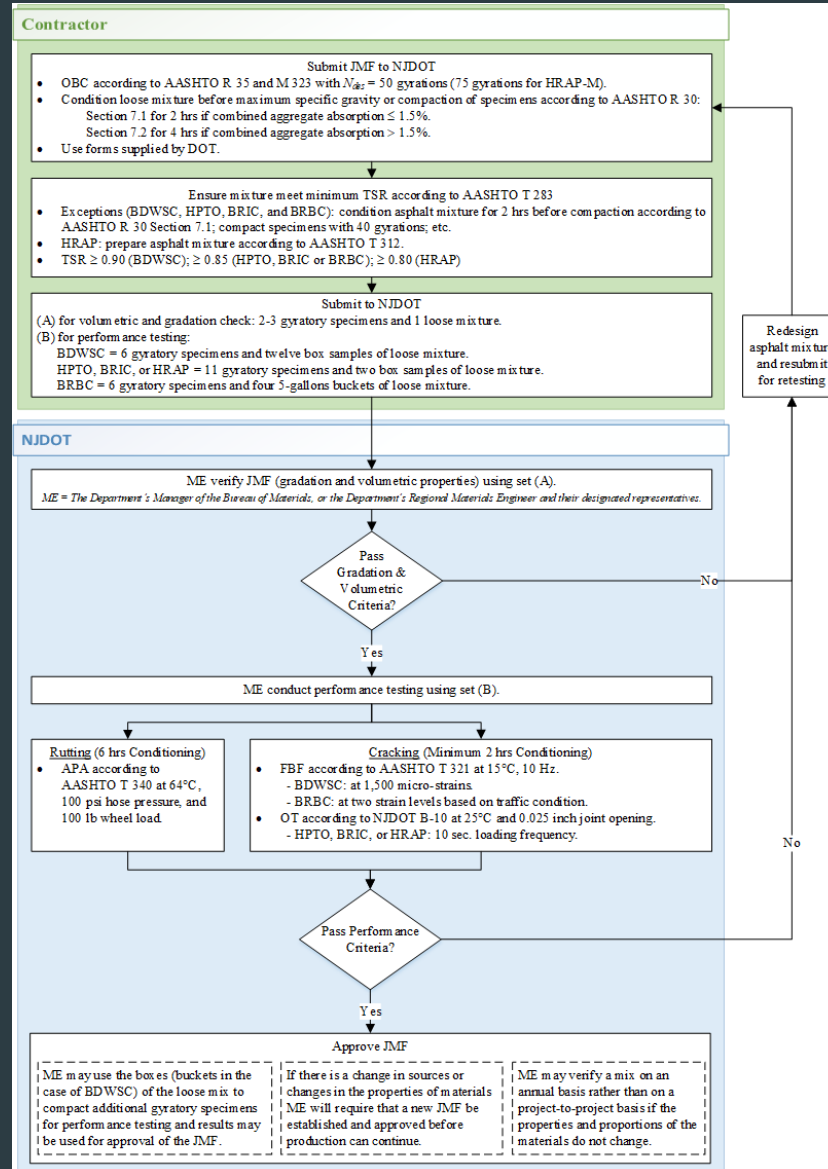 Contractor
Submit JMF to NJDOT
• OBC according to AASHTO R 35 and M 323 with Ndes = 50 gyrations (75 gyrations for HRAP-M).
• Condition loose mixture before maximum specific gravity or compaction of specimens according to AASHTO R 30:
Section 7.1 for 2 hrs if combined aggregate absorption ≤ 1.5%.
Section 7.2 for 4 hrs if combined aggregate absorption > 1.5%.
• Use forms supplied by DOT.
Ensure mixture meet minimum TSR according to AASHTO T 283
• Exceptions (BDWSC, HPTO, BRIC, and BRBC): condition asphalt mixture for 2 hrs before compaction according to
AASHTO R 30 Section 7.1; compact specimens with 40 gyrations; etc.
• HRAP: prepare asphalt mixture according to AASHTO T 312.
• TSR ≥ 0.90 (BDWSC); ≥ 0.85 (HPTO, BRIC or BRBC); ≥ 0.80 (HRAP)
Submit to NJDOT
(A) for volumetric and gradation check: 2-3 gyratory specimens and 1 loose mixture.
(B) for performance testing:
BDWSC = 6 gyratory specimens and twelve box samples of loose mixture.
HPTO, BRIC, or HRAP = 11 gyratory specimens and two box samples of loose mixture.
BRBC = 6 gyratory specimens and four 5-gallons buckets of loose mixture.
Redesign
asphalt mixtur
and resubmit
for retesting
NJDOT
ME verify JMF (gradation and volumetric properties) using set (A).
ME = The Department's Manager of the Bureau of Materials, or the Department's Regional Materials Engineer and their designated representatives.
Pass
Gradation &
Volumetric
Criteria?
No
Yes
ME conduct performance testing using set (B).
Rutting (6 hrs Conditioning)
• APA according to
AASHTO T 340 at 64°C,
100 psi hose pressure, and
100 lb wheel load.
Cracking (Minimum 2 hrs Conditioning)
• FBF according to AASHTO T 321 at 15°C, 10 Hz.
- BDWSC: at 1,500 micro-strains.
- BRBC: at two strain levels based on traffic condition.
• OT according to NJDOT B-10 at 25°C and 0.025 inch joint opening.
- HPTO, BRIC, or HRAP: 10 sec. loading frequency.
No
Pass Performance
Criteria?
Yes
Approve JMF
ME may use the boxes (buckets in the
case of BDWSC) of the loose mix to
compact additional gyratory specimens
for performance testing and results may
be used for approval of the JMF.
If there is a change in sources or
changes in the properties of materials
ME will require that a new JMF be
established and approved before
production can continue.
ME may verify a mix on an
annual basis rather than on a
project-to-project basis if the
properties and proportions of the
materials do not change.